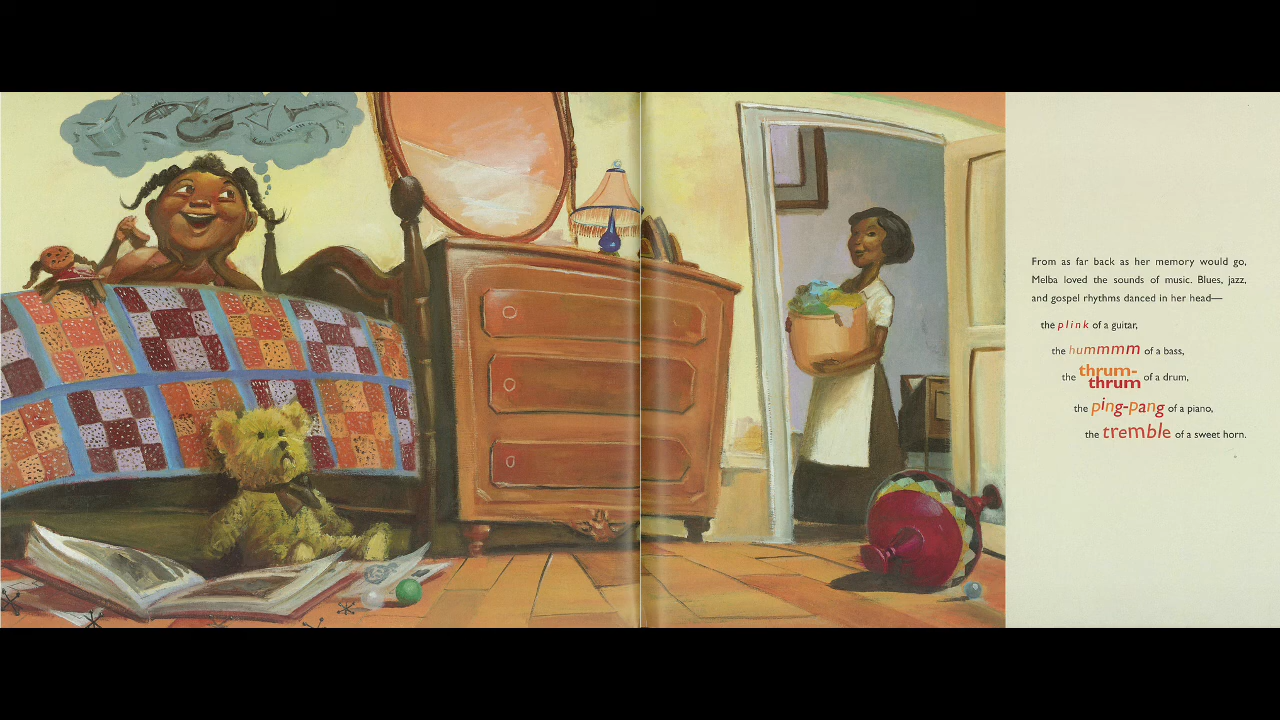 From as far back as her memory would go,
Melba loved the sounds of music. Blues, jazz,
and gospel rhythms danced in her head—
the plink of a guitar,
the hummmm of a bass,
the thrum-thrum of a drum,
the ping-pang of a piano,
the tremble of a sweet horn.